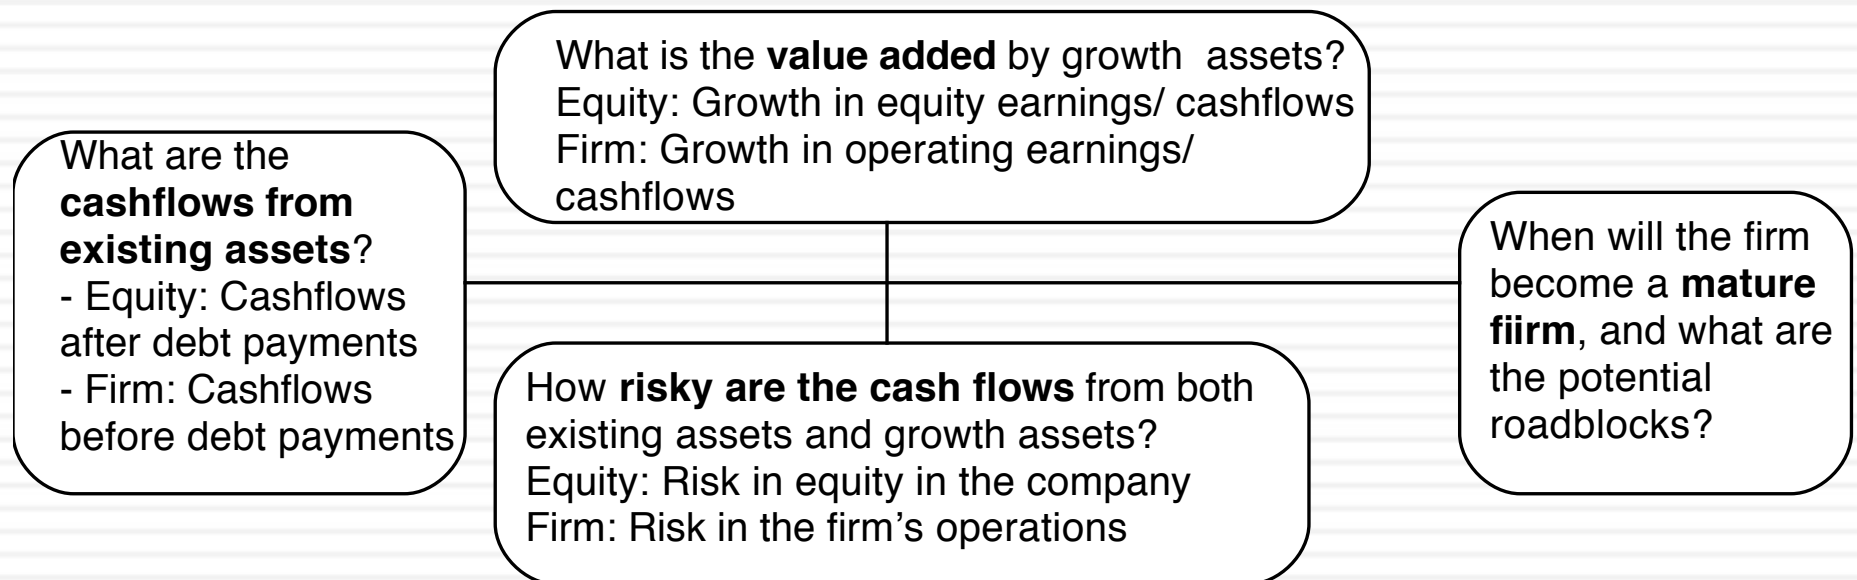 What is the value added by growth  assets?
Equity: Growth in equity earnings/ cashflows
Firm: Growth in operating earnings/
cashflows
What are the
cashflows from
existing assets?
- Equity: Cashflows
after debt payments
- Firm: Cashflows
before debt payments
How risky are the cash flows from both
existing assets and growth assets?
Equity: Risk in equity in the company
Firm: Risk in the firm’s operations
When will the firm
become a mature
fiirm, and what are
the potential
roadblocks?